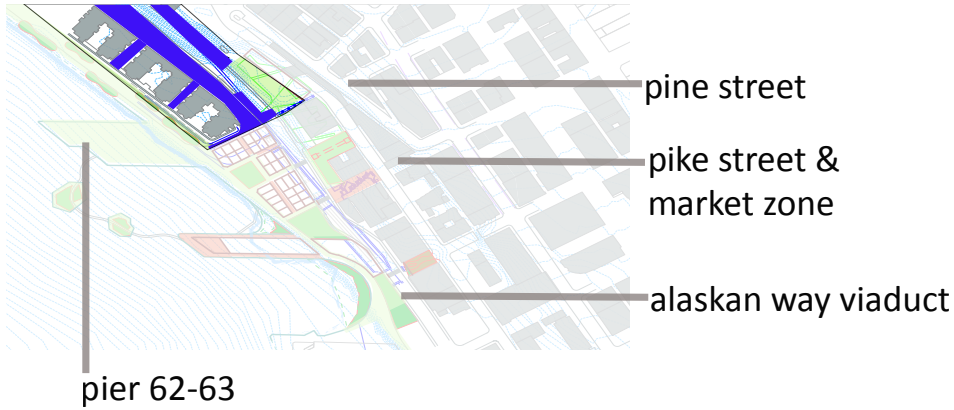 pine street
pike street &
market zone
alaskan way viaduct
pier 62-63